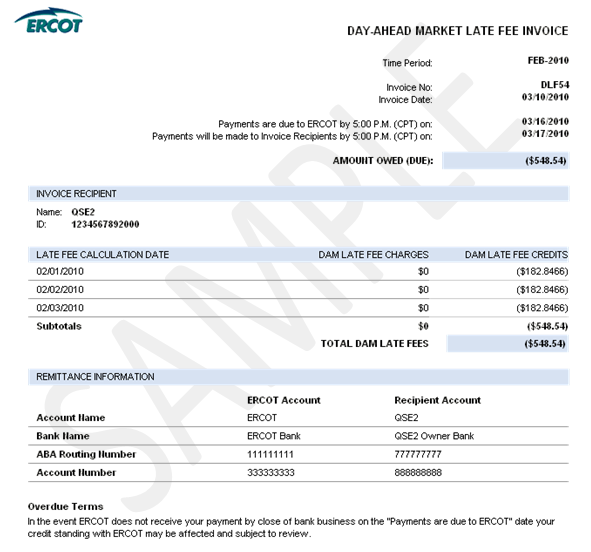 ERCOT
DAY-AHEAD MARKET LATE FEE INVOICE
Time Period: FEB-2010
Invoice No: DLF54
Invoice Date: 03/10/2010
Payments are due to ERCOT by 5:00 P.M. (CPT) on: 03/16/2010
Payments will be made to Invoice Recipients by 5:00 P.M. (CPT) on: 03/17/2010
AMOUNT OWED (DUE): ($548.54)
INVOICE RECIPIENT
Name: QSE2
ID: 1234567892000
LATE FEE CALCULATION DATE DAM LATE FEE CHARGES DAM LATE FEE CREDITS
02/01/2010 $0 ($182.8466)
02/02/2010 $0 ($182.8466)
02/03/2010 $0 ($182.8466)
Subtotals $0 ($548.54)
TOTAL DAM LATE FEES ($548.54)
REMITTANCE INFORMATION
ERCOT Account Recipient Account
Account Name ERCOT QSE2
Bank Name ERCOT Bank QSE2 Owner Bank
ABA Routing Number 111111111 777777777
Account Number 333333333 888888888
Overdue Terms
In the event ERCOT does not receive your payment by close of bank business on the "Payments are due to ERCOT" date your
credit standing with ERCOT may be affected and subject to review.
SAMPLE